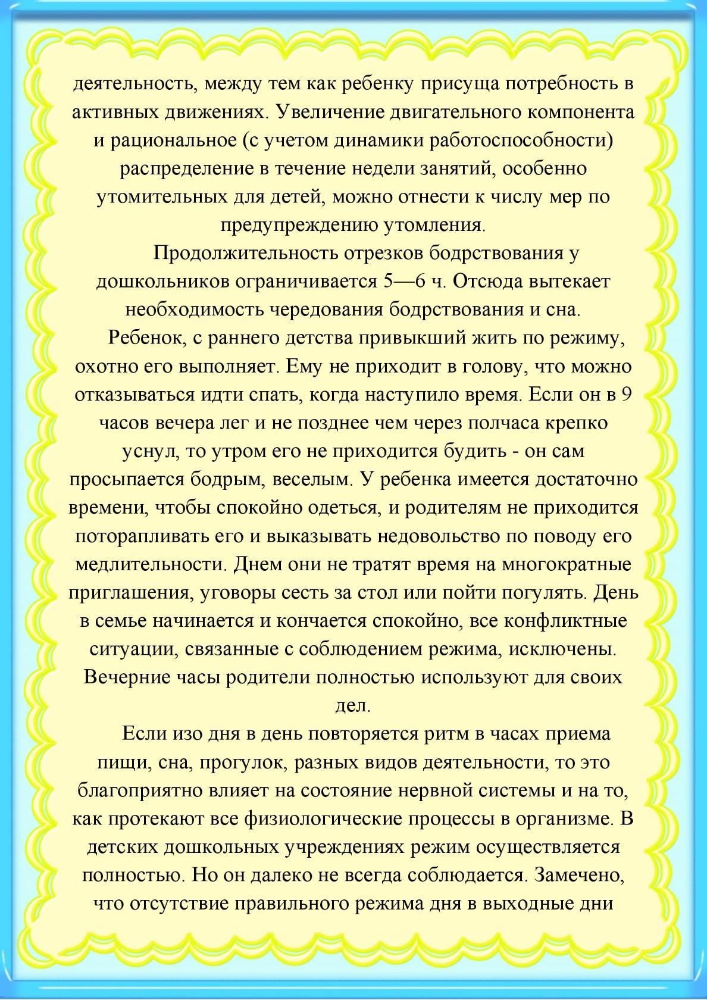 деятельность, между тем как ребенку присуща потребность в
активных движениях. Увеличение двигательного компонента
и рациональное (с учетом динамики работоспособности)
распределение в течение недели занятий, особенно
утомительных для детей, можно отнести к числу мер по
предупреждению утомления.
Продолжительность отрезков бодрствования у
дошкольников ограничивается 5—6 ч. Отсюда вытекает
необходимость чередования бодрствования и сна.
Ребенок, с раннего детства привыкший жить по режиму,
охотно его выполняет. Ему не приходит в голову, что можно
отказываться идти спать, когда наступило время. Если он в 9
часов вечера лег и не позднее чем через полчаса крепко
уснул, то утром его не приходится будить - он сам
просыпается бодрым, веселым. У ребенка имеется достаточно
времени, чтобы спокойно одеться, и родителям не приходится
поторапливать его и выказывать недовольство по поводу его
медлительности. Днем они не тратят время на многократные
приглашения, уговоры сесть за стол или пойти погулять. День
в семье начинается и кончается спокойно, все конфликтные
ситуации, связанные с соблюдением режима, исключены.
Вечерние часы родители полностью используют для своих
дел.
Если изо дня в день повторяется ритм в часах приема
пищи, сна, прогулок, разных видов деятельности, то это
благоприятно влияет на состояние нервной системы и на то,
как протекают все физиологические процессы в организме. В
детских дошкольных учреждениях режим осуществляется
полностью. Но он далеко не всегда соблюдается. Замечено,
что отсутствие правильного режима дня в выходные дни